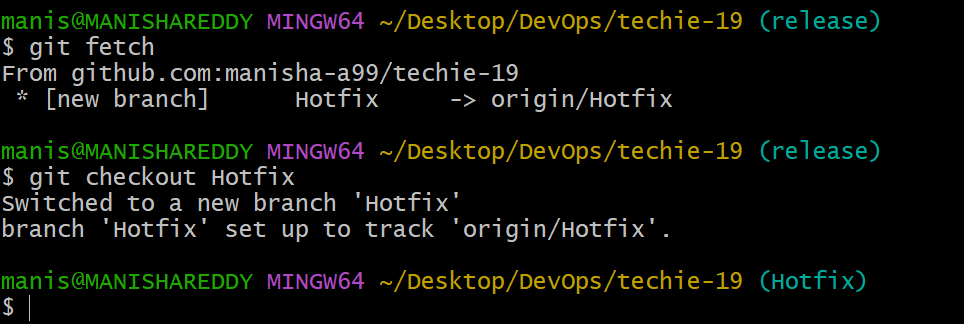 manis@MANISHAREDDY MINGW64 ~/Desktop/DevOps/techie-19 (release)
$ git fetch
From github.com:manisha-a99/techie-19
 * [new branch]      Hotfix     -> origin/Hotfix

manis@MANISHAREDDY MINGW64 ~/Desktop/DevOps/techie-19 (release)
$ git checkout Hotfix
Switched to a new branch 'Hotfix'
branch 'Hotfix' set up to track 'origin/Hotfix'.

manis@MANISHAREDDY MINGW64 ~/Desktop/DevOps/techie-19 (Hotfix)
$